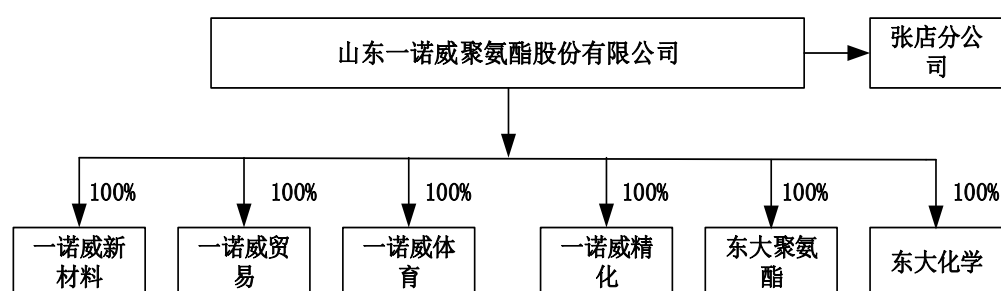 山东一诺威聚氨酯股份有限公司
张店分公
司
100%
100%
100%
100%
100%
100%
一诺威新
材料
一诺威贸
易
一诺威体
育
一诺威精
化
东大聚氨
酯
东大化学